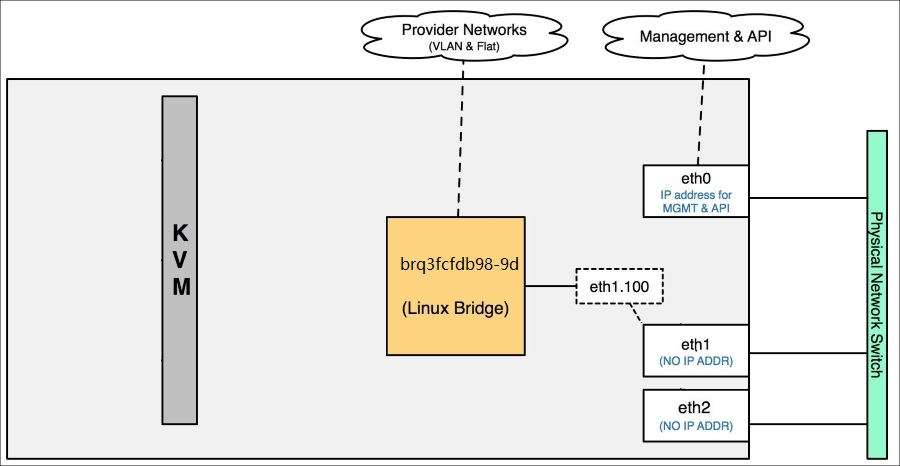 Provider Networks
(VLAN & Flat)
Management & API
eth0
IP address for
MGMT & API
K
V
M
brq3fcfdb98-9d
(Linux Bridge)
eth1.100
eth1
(NO IP ADDR)
eth2
(NO IP ADDR)
Physical Network Switch